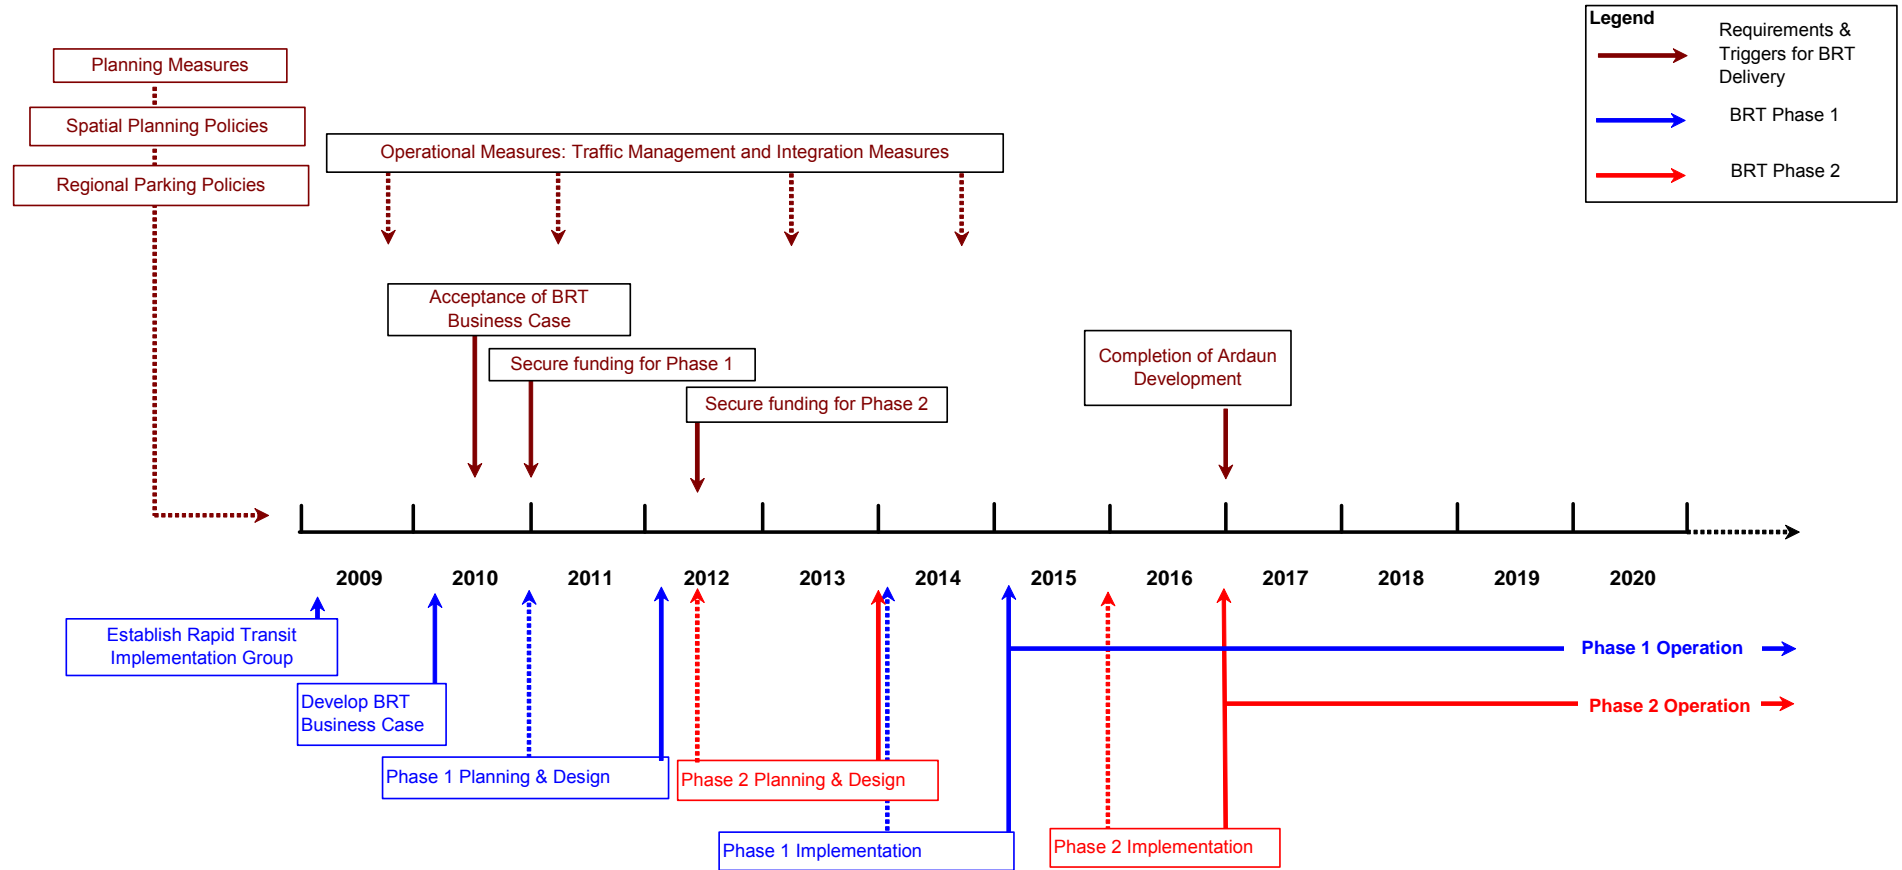 Legend
Requirements &
Triggers for BRT
Delivery
BRT Phase 1
BRT Phase 2
Planning Measures
Spatial Planning Policies
Regional Parking Policies
Operational Measures: Traffic Management and Integration Measures
Acceptance of BRT
Business Case
Secure funding for Phase 1
Secure funding for Phase 2
Completion of Ardaun
Development
2009 2010 2011 2012 2013 2014 2015 2016 2017 2018 2019 2020
Establish Rapid Transit
Implementation Group
Develop BRT
Business Case
Phase 1 Planning & Design
Phase 2 Planning & Design
Phase 1 Implementation
Phase 2 Implementation
Phase 1 Operation
Phase 2 Operation